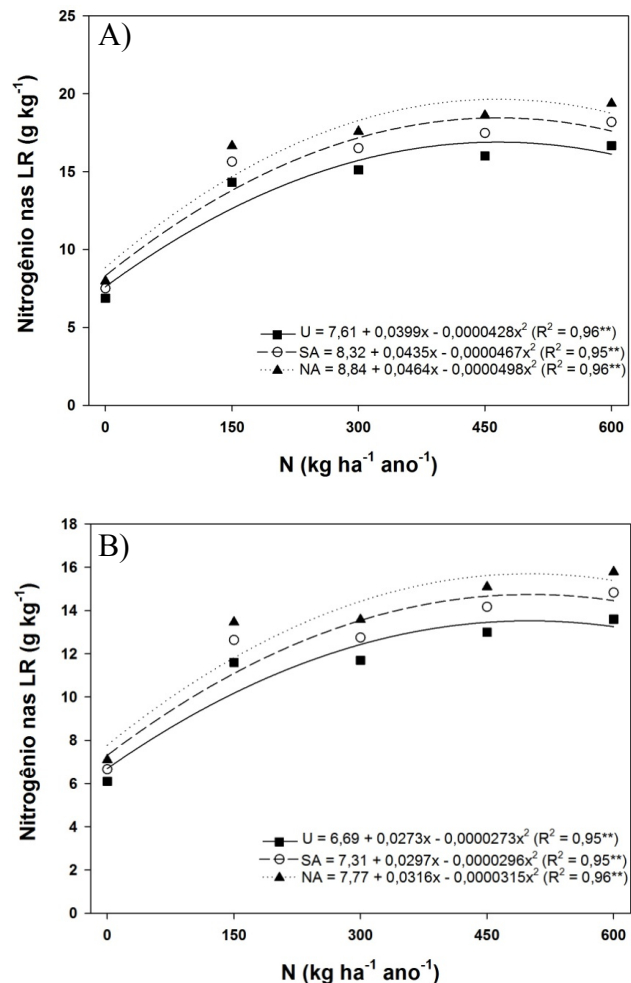 A)
25
20
15
10
5
0
Nitrogênio nas LR (g kg⁻¹)
U = 7,61 + 0,0399x - 0,0000428x² (R² = 0,96**)
SA = 8,32 + 0,0435x - 0,0000467x² (R² = 0,95**)
NA = 8,84 + 0,0464x - 0,0000498x² (R² = 0,96**)
0 150 300 450 600
N (kg ha⁻¹ ano⁻¹)
B)
18
16
14
12
10
8
6
4
2
0
Nitrogênio nas LR (g kg⁻¹)
U = 6,69 + 0,0273x - 0,0000273x² (R² = 0,95**)
SA = 7,31 + 0,0297x - 0,0000296x² (R² = 0,95**)
NA = 7,77 + 0,0316x - 0,0000315x² (R² = 0,96**)
0 150 300 450 600
N (kg ha⁻¹ ano⁻¹)